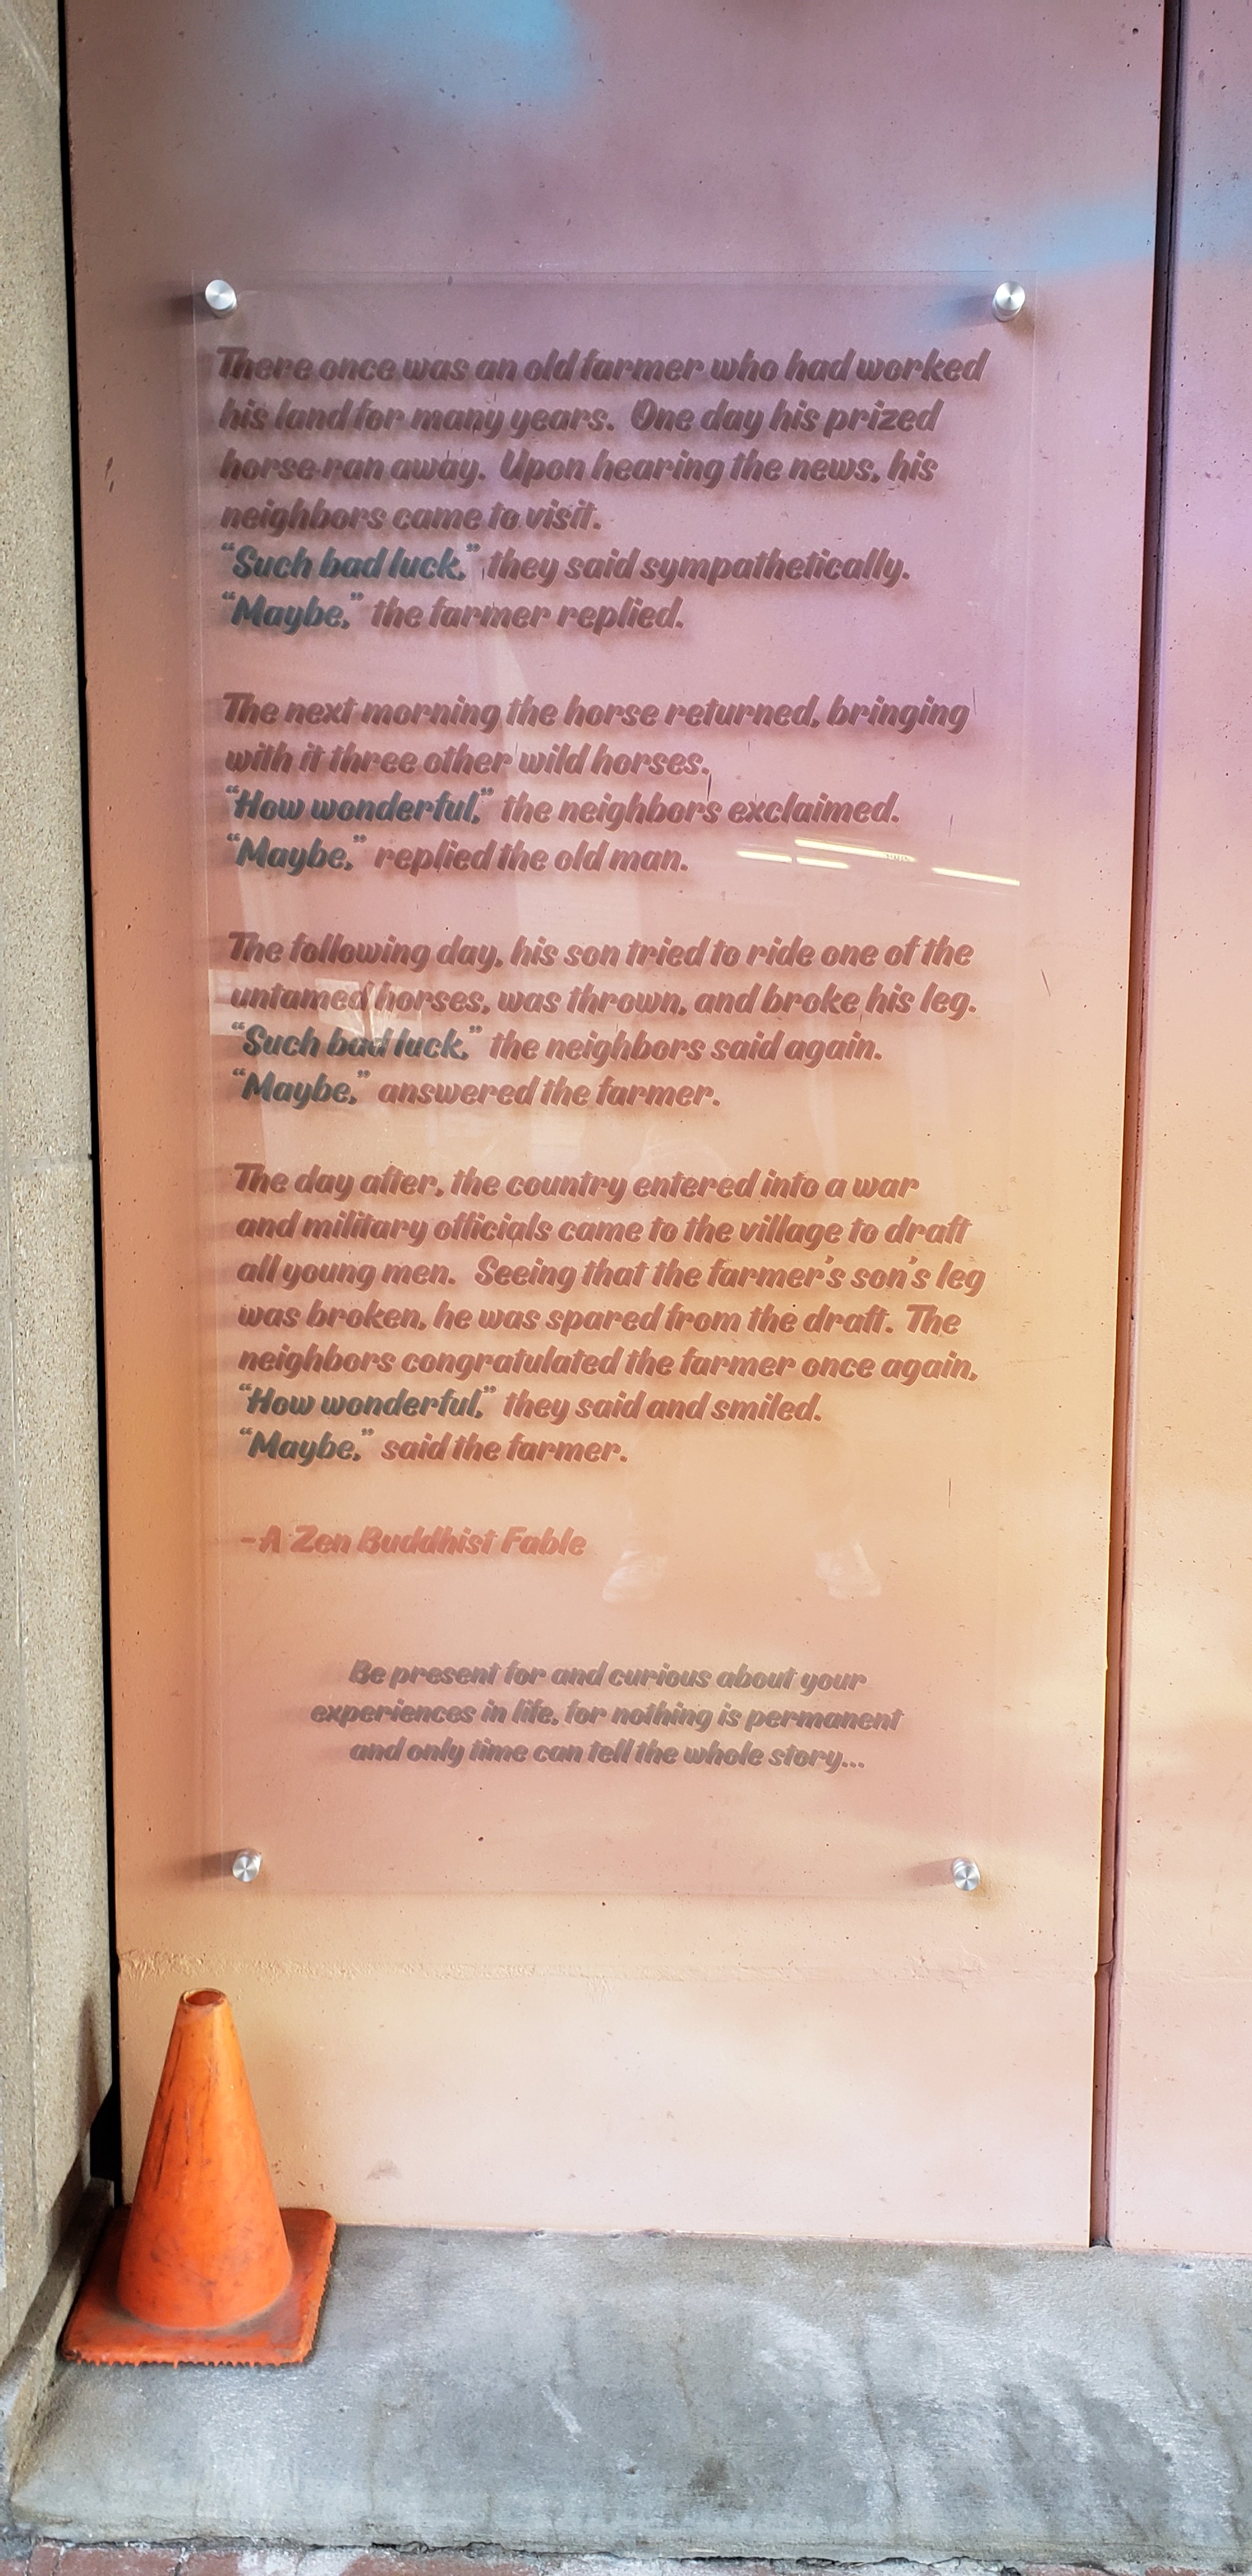 There once was an old farmer who had worked
his land for many years. One day his prized
horse ran away. Upon hearing the news, his
neighbors came to visit.
“Such bad luck,” they said sympathetically.
“Maybe,” the farmer replied.
The next morning the horse returned, bringing
with it three other wild horses.
“How wonderful,” the neighbors exclaimed.
“Maybe,” replied the old man.
The following day, his son tried to ride one of the
untamed horses, was thrown, and broke his leg.
“Such bad luck,” the neighbors said again.
“Maybe,” answered the farmer.
The day after, the country entered into a war
and military officials came to the village to draft
all young men. Seeing that the farmer’s son’s leg
was broken, he was spared from the draft. The
neighbors congratulated the farmer once again,
“How wonderful,” they said and smiled.
“Maybe,” said the farmer.
-A Zen Buddhist Fable
Be present for and curious about your
experiences in life, for nothing is permanent
and only time can tell the whole story...